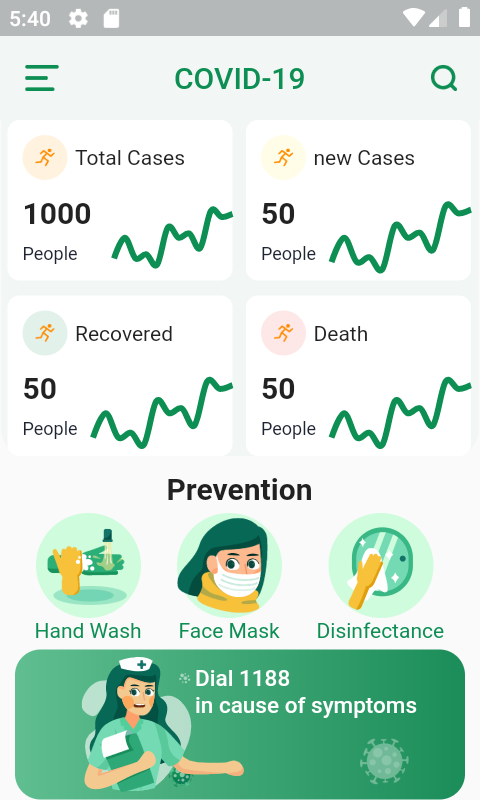 5:40
COVID-19
Total Cases
1000
People
new Cases
50
People
Recovered
50
People
Death
50
People
Prevention
Hand Wash
Face Mask
Disinfectance
Dial 1188
in cause of symptoms